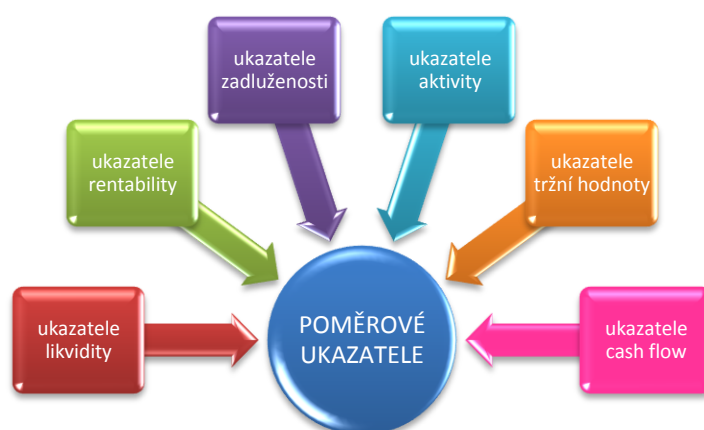 ukazatele
zadluženosti
ukazatele
aktivity
ukazatele
rentability
ukazatele
tržní hodnoty
ukazatele
likvidity
POMĚROVÉ
UKAZATELE
ukazatele
cash flow